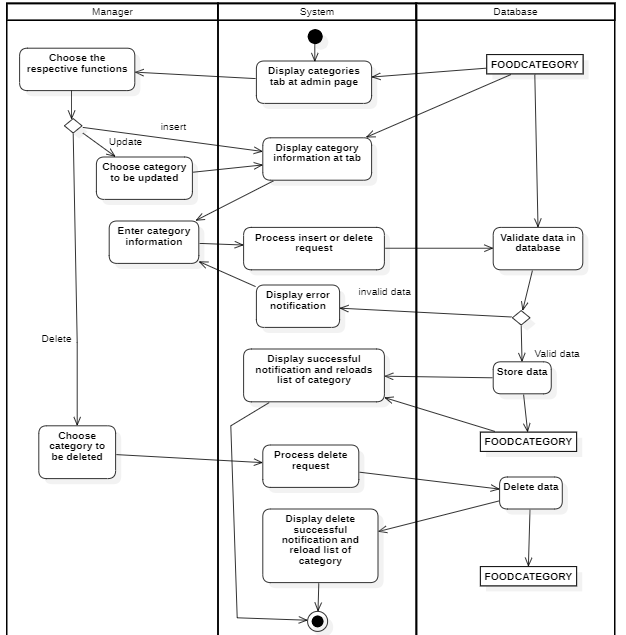 Manager
System
Database
Choose the
respective functions
Display categories
tab at admin page
FOODCATEGORY
insert
Update
Display category
information at tab
Choose category
to be updated
Enter category
information
Process insert or delete
request
Validate data in
database
Display error
notification
invalid data
Delete
Valid data
Display successful
notification and reloads
list of category
Store data
Choose
category to
be deleted
FOODCATEGORY
Process delete
request
Delete data
Display delete
successful
notification and
reload list of
category
FOODCATEGORY